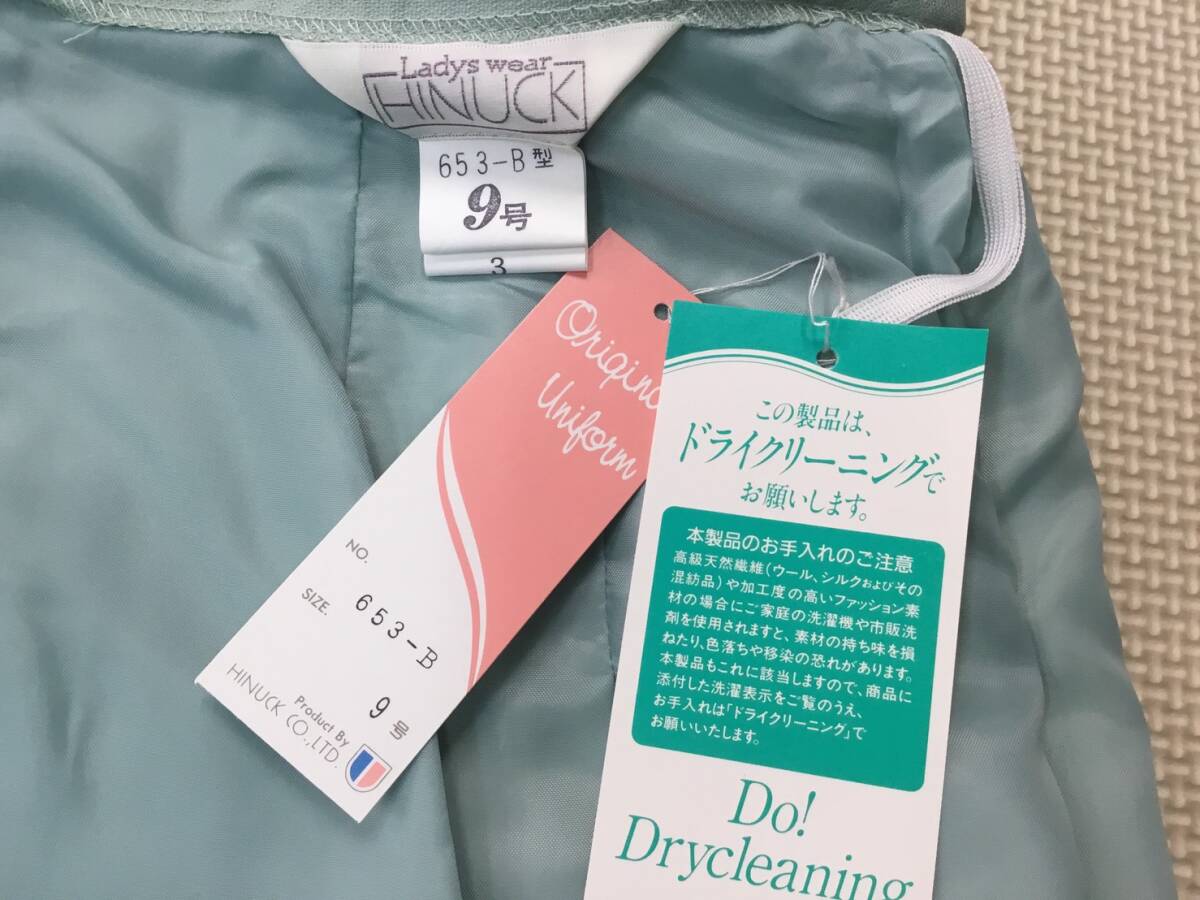 Ladys wear
HINUCK
653-B型
9号
3
Original
Uniform
NO.
653-B
SIZE.
9号
Product By
HINUCK CO.,LTD.
この製品は、
ドライクリーニングで
お願いします。
本製品のお手入れのご注意
高級天然繊維(ウール、シルクおよびその
混紡品)や加工度の高いファッション素
材の場合にご家庭の洗濯機や市販洗
剤を使用されますと、素材の持ち味を損
ねたり、色落ちや移染の恐れがあります。
本製品もこれに該当しますので、商品に
添付した洗濯表示をご覧のうえ、
お手入れは「ドライクリーニング」で
お願いいたします。
Do!
Drycleaning